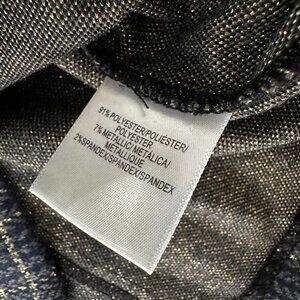 91% POLYESTER/POLIESTER/
POLYESTER
7% METALLIC/METALICA/
METALLIQUE
2%SPANDEX/SPANDEX/SPANDEX